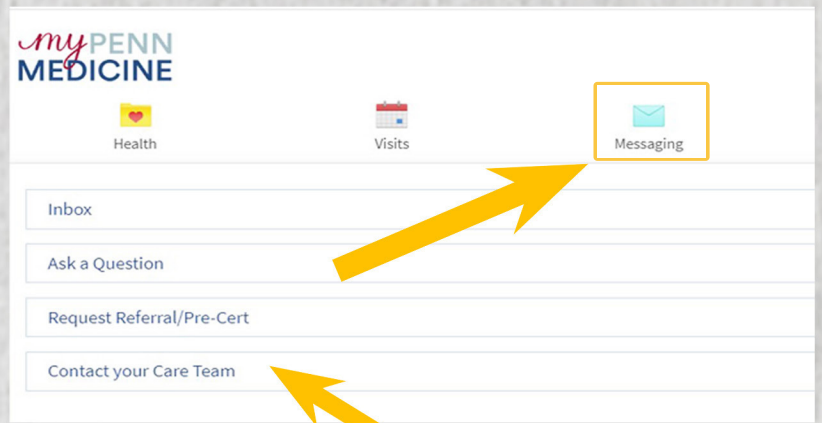 myPENN
MEDICINE
Health
Visits
Messaging
Inbox
Ask a Question
Request Referral/Pre-Cert
Contact your Care Team